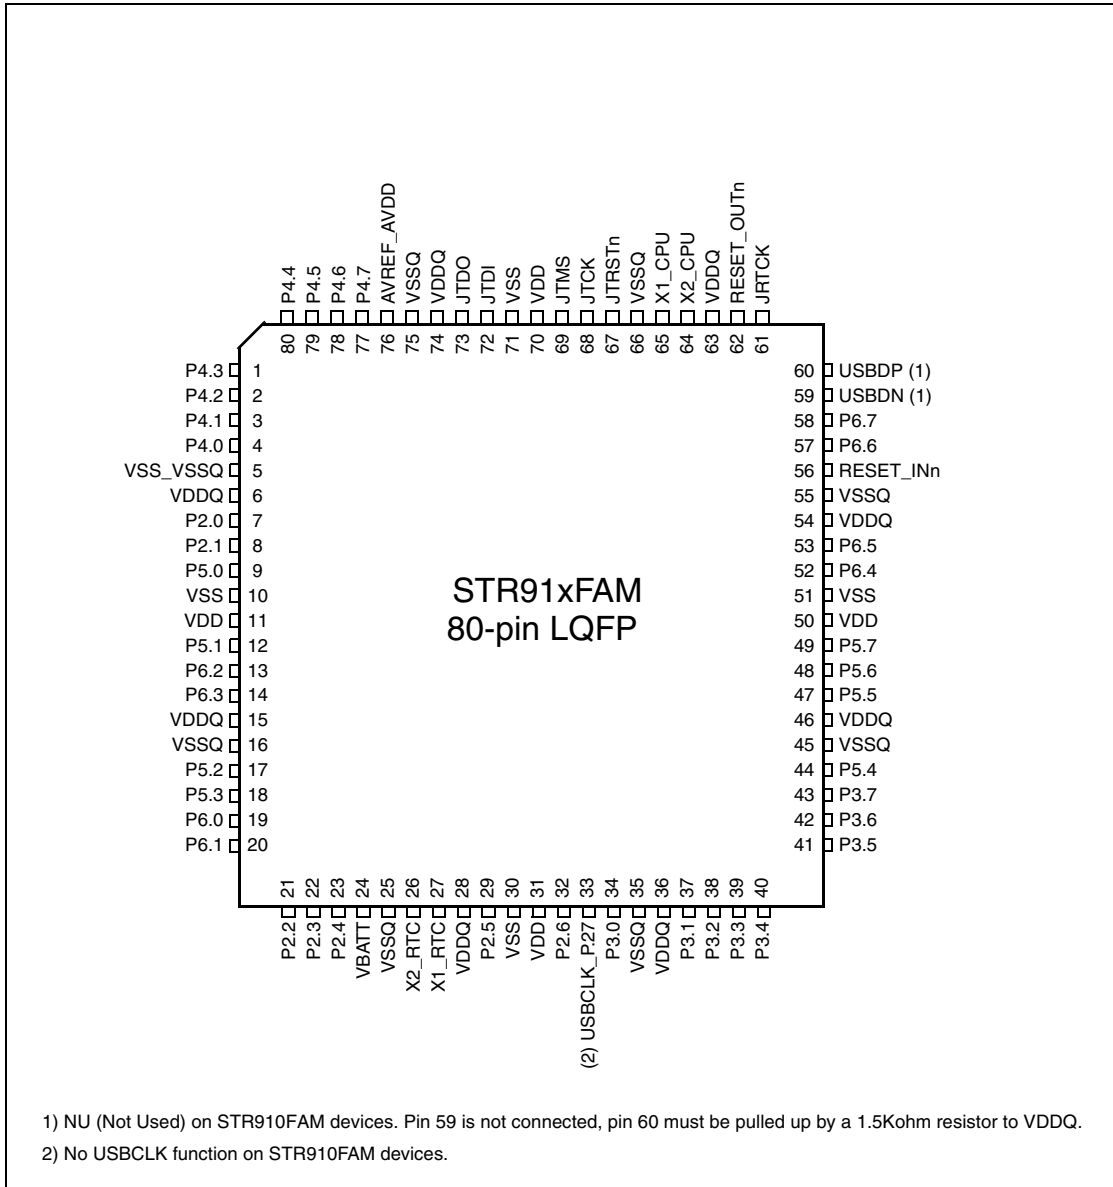 P4.4
P4.5
P4.6
P4.7
AVREF_AVDD
VSSQ
VDDQ
JTDO
JTDI
VSS
VDD
JTMS
JTCK
JTRSTn
VSSQ
X1_CPU
X2_CPU
VDDQ
RESET_OUTn
JRTCK
80
79
78
77
76
75
74
73
72
71
70
69
68
67
66
65
64
63
62
61
P4.3 1
P4.2 2
P4.1 3
P4.0 4
VSS_VSSQ 5
VDDQ 6
P2.0 7
P2.1 8
P5.0 9
VSS 10
VDD 11
P5.1 12
P6.2 13
P6.3 14
VDDQ 15
VSSQ 16
P5.2 17
P5.3 18
P6.0 19
P6.1 20
STR91xFAM
80-pin LQFP
60 USBDP (1)
59 USBDN (1)
58 P6.7
57 P6.6
56 RESET_INn
55 VSSQ
54 VDDQ
53 P6.5
52 P6.4
51 VSS
50 VDD
49 P5.7
48 P5.6
47 P5.5
46 VDDQ
45 VSSQ
44 P5.4
43 P3.7
42 P3.6
41 P3.5
21
22
23
24
25
26
27
28
29
30
31
32
33
34
35
36
37
38
39
40
P2.2
P2.3
P2.4
VBATT
VSSQ
X2_RTC
X1_RTC
VDDQ
P2.5
VSS
VDD
P2.6
(2) USBCLK_P2.7
P3.0
VSSQ
VDDQ
P3.1
P3.2
P3.3
P3.4
1) NU (Not Used) on STR910FAM devices. Pin 59 is not connected, pin 60 must be pulled up by a 1.5Kohm resistor to VDDQ.
2) No USBCLK function on STR910FAM devices.